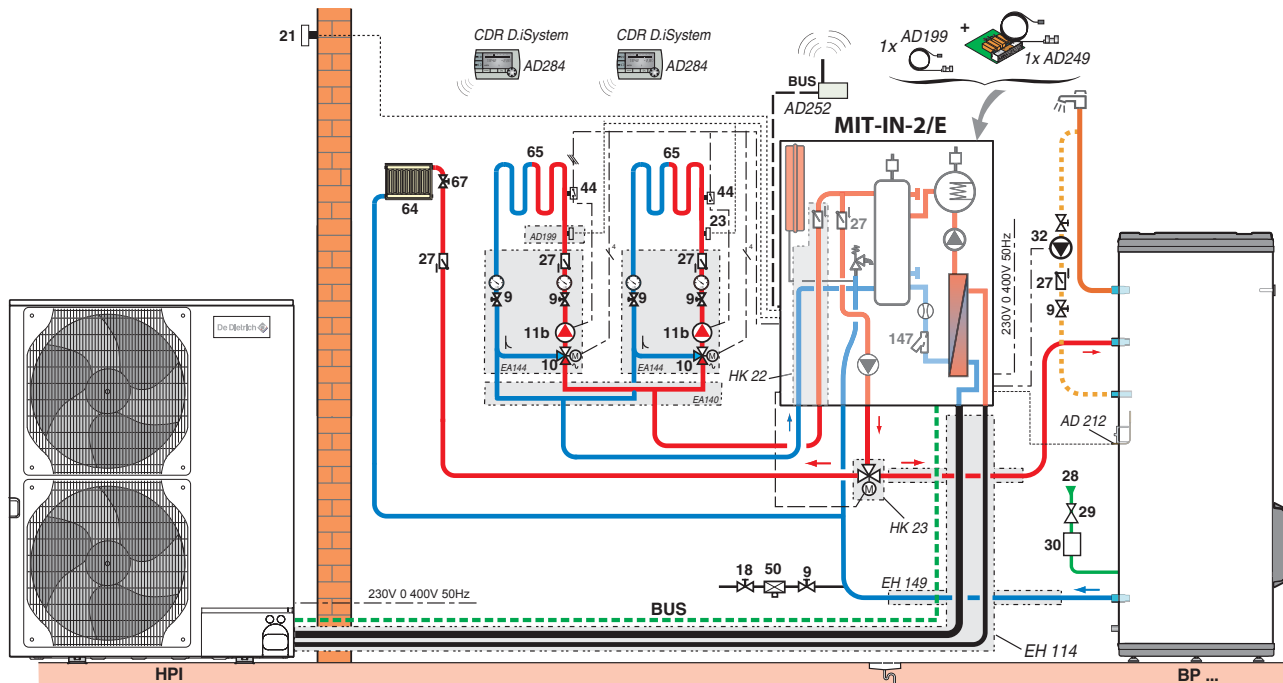 21
CDR D.iSystem
AD284
CDR D.iSystem
AD284
BUS
AD252
1x AD199
+
1x AD249
MIT-IN-2/E
64
67
27
65
44
AD199
27
9
9
11b
10
EA144
65
44
23
27
9
9
11b
10
EA144
EA140
4
4
M
M
27
147
HK 22
230V 0 400V 50Hz
32
27
9
AD 212
28
29
30
M
HK 23
18
50
9
EH 149
De Dietrich
230V 0 400V 50Hz
BUS
EH 114
HPI
BP ...